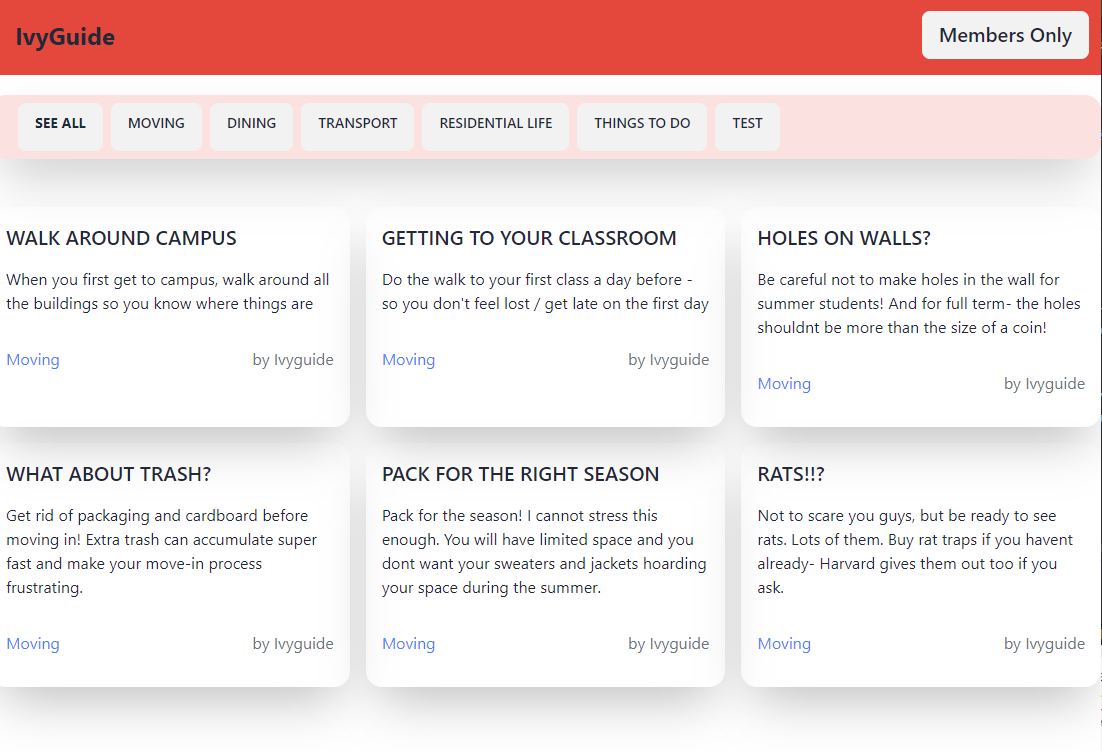 IvyGuide
Members Only
SEE ALL
MOVING
DINING
TRANSPORT
RESIDENTIAL LIFE
THINGS TO DO
TEST
WALK AROUND CAMPUS
When you first get to campus, walk around all
the buildings so you know where things are
Moving
by Ivyguide
GETTING TO YOUR CLASSROOM
Do the walk to your first class a day before -
so you don't feel lost / get late on the first day
Moving
by Ivyguide
HOLES ON WALLS?
Be careful not to make holes in the wall for
summer students! And for full term- the holes
shouldnt be more than the size of a coin!
Moving
by Ivyguide
WHAT ABOUT TRASH?
Get rid of packaging and cardboard before
moving in! Extra trash can accumulate super
fast and make your move-in process
frustrating.
Moving
by Ivyguide
PACK FOR THE RIGHT SEASON
Pack for the season! I cannot stress this
enough. You will have limited space and you
dont want your sweaters and jackets hoarding
your space during the summer.
Moving
by Ivyguide
RATS!!?
Not to scare you guys, but be ready to see
rats. Lots of them. Buy rat traps if you havent
already- Harvard gives them out too if you
ask.
Moving
by Ivyguide